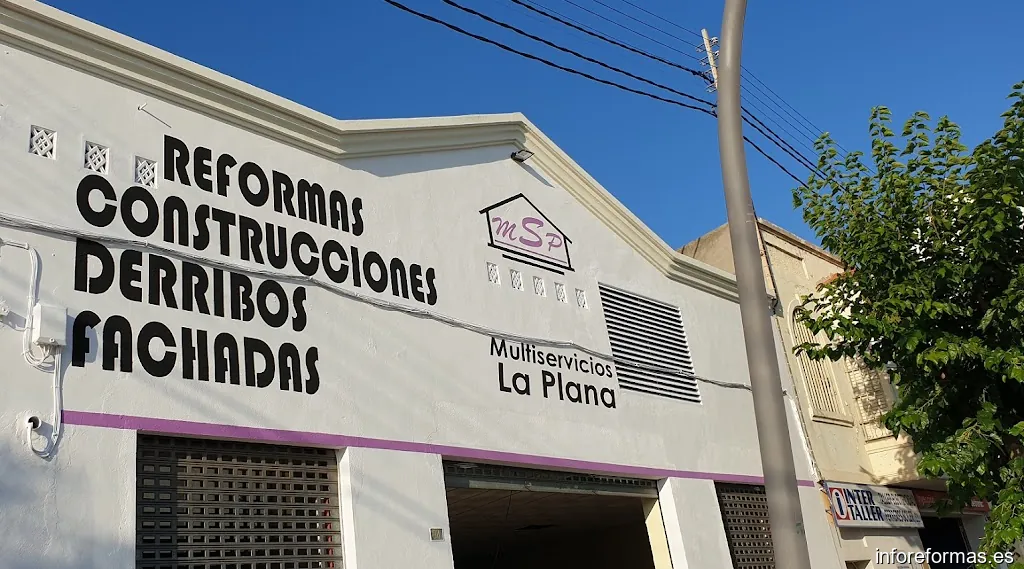 REFORMAS
CONSTRUCCIONES
DERRIBOS
FACHADAS
mSp
Multiservicios
La Plana
INTER
TALLER
inforeformas.es